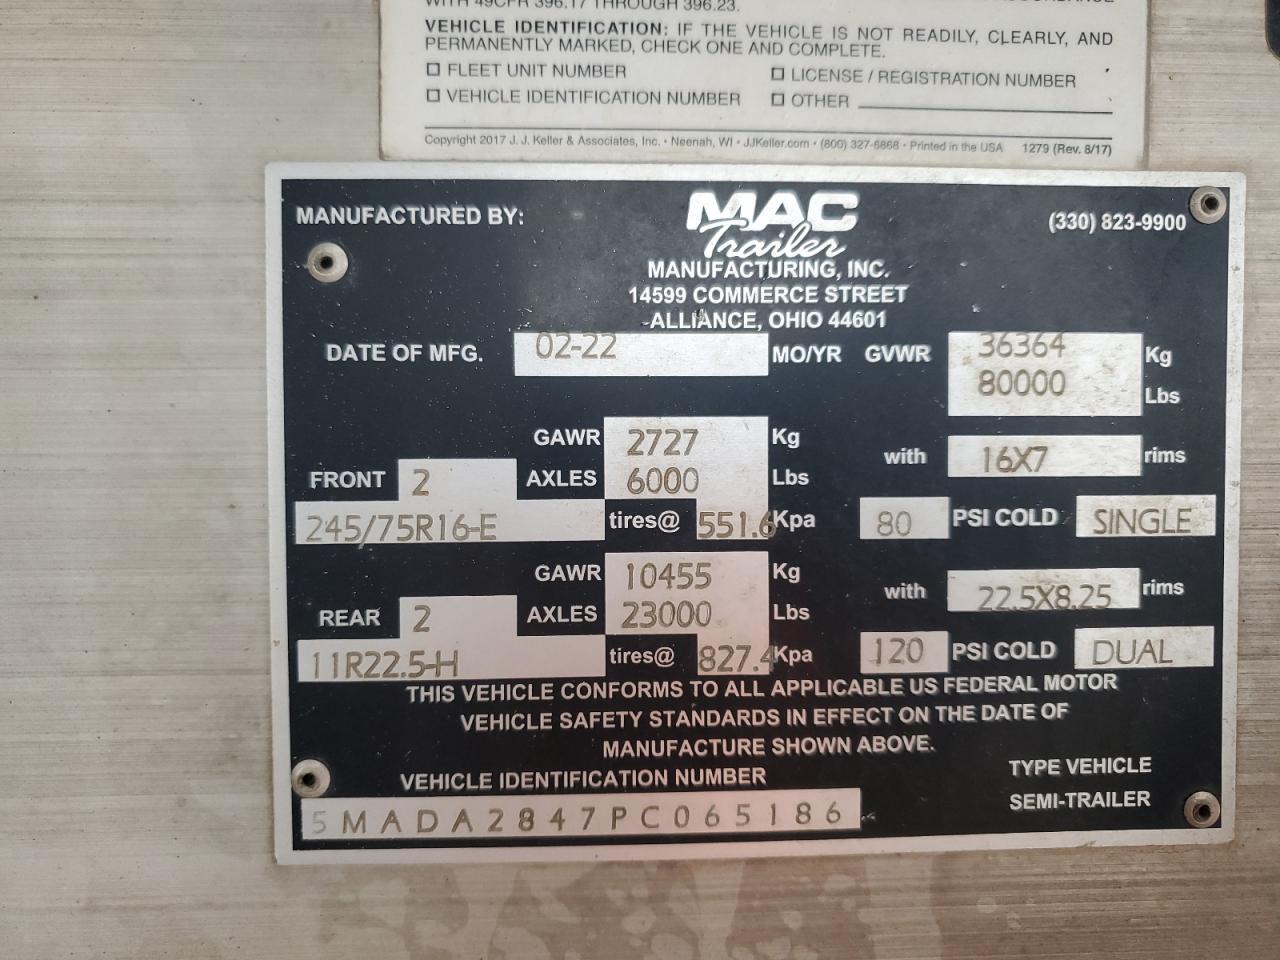 WITH 49CFR 396.17 THROUGH 396.23.
VEHICLE IDENTIFICATION: IF THE VEHICLE IS NOT READILY, CLEARLY, AND
PERMANENTLY MARKED, CHECK ONE AND COMPLETE.
☐ FLEET UNIT NUMBER ☐ LICENSE / REGISTRATION NUMBER
☐ VEHICLE IDENTIFICATION NUMBER ☐ OTHER
Copyright 2017 J. J. Keller & Associates, Inc. • Neenah, WI • JJKeller.com • (800) 327-6868 • Printed in the USA 1279 (Rev. 8/17)
MANUFACTURED BY: MAC (330) 823-9900
Trailer
MANUFACTURING, INC.
14599 COMMERCE STREET
ALLIANCE, OHIO 44601
DATE OF MFG. 02-22 MO/YR GVWR 36364 Kg
80000 Lbs
GAWR 2727 Kg with 16X7 rims
FRONT 2 AXLES 6000 Lbs
245/75R16-E tires@ 551.6 Kpa 80 PSI COLD SINGLE
GAWR 10455 Kg with 22.5X8.25 rims
REAR 2 AXLES 23000 Lbs
11R22.5-H tires@ 827.4 Kpa 120 PSI COLD DUAL
THIS VEHICLE CONFORMS TO ALL APPLICABLE US FEDERAL MOTOR
VEHICLE SAFETY STANDARDS IN EFFECT ON THE DATE OF
MANUFACTURE SHOWN ABOVE.
VEHICLE IDENTIFICATION NUMBER TYPE VEHICLE
5MADA2847PC065186 SEMI-TRAILER